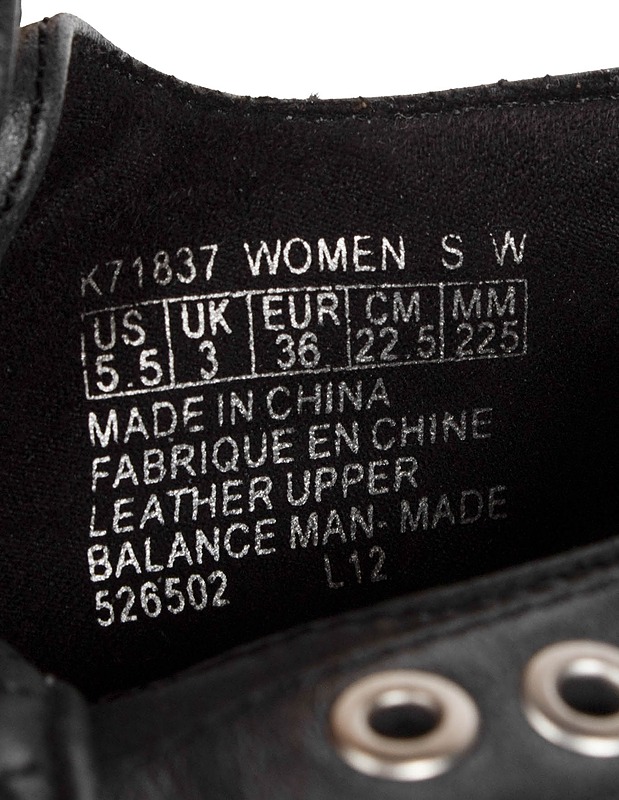 K71837 WOMEN S W
US UK EUR CM MM
5.5 3 36 22.5 225
MADE IN CHINA
FABRIQUE EN CHINE
LEATHER UPPER
BALANCE MAN- MADE
526502 L12